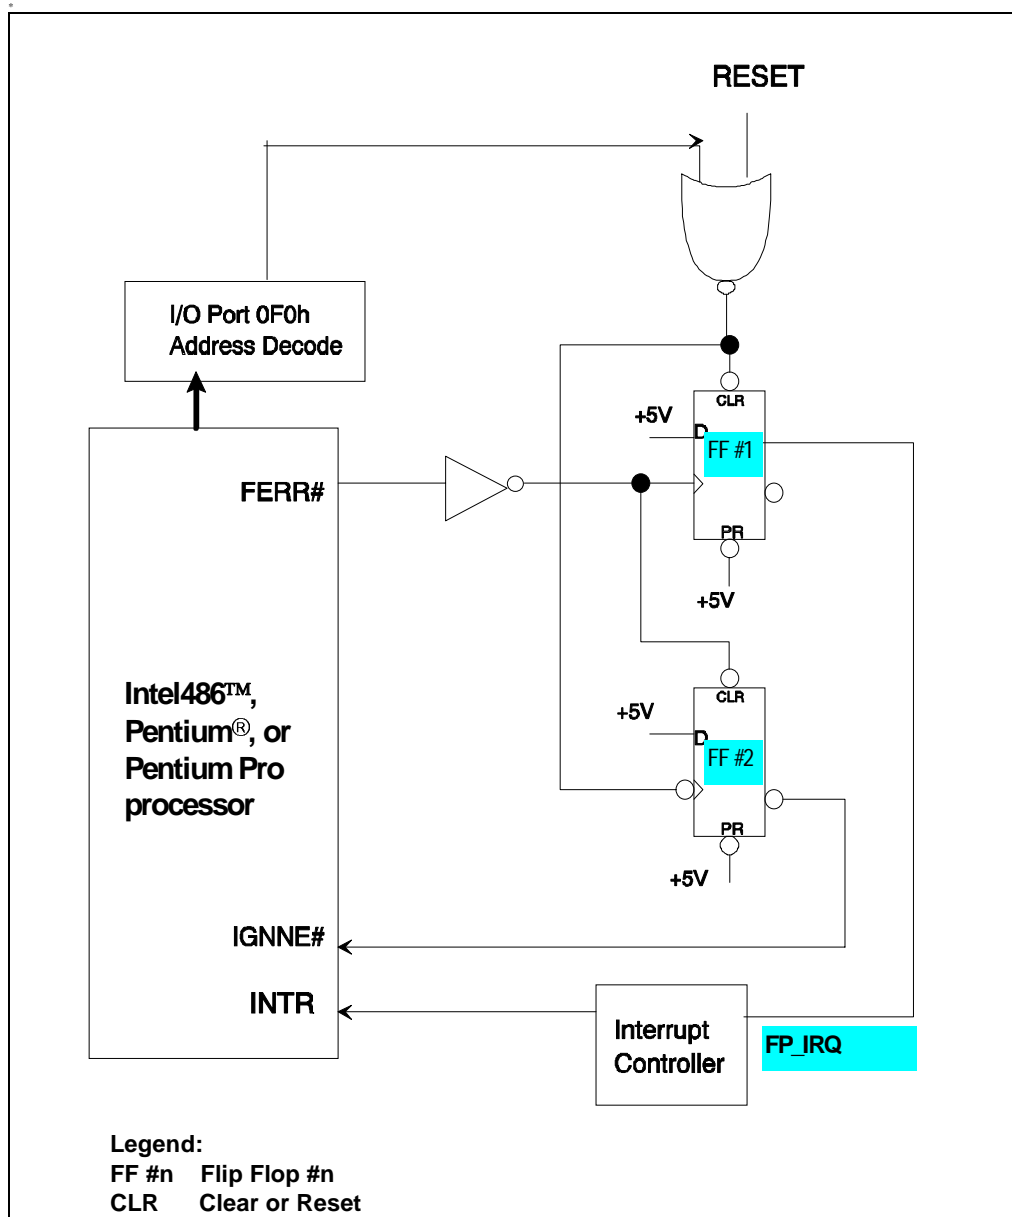 *
RESET
I/O Port 0F0h
Address Decode
CLR
+5V
D
FF #1
FERR#
PR
+5V
CLR
Intel486™,
Pentium®, or
Pentium Pro
processor
+5V
D
FF #2
PR
+5V
IGNNE#
INTR
Interrupt
Controller
FP_IRQ
Legend:
FF #n Flip Flop #n
CLR Clear or Reset